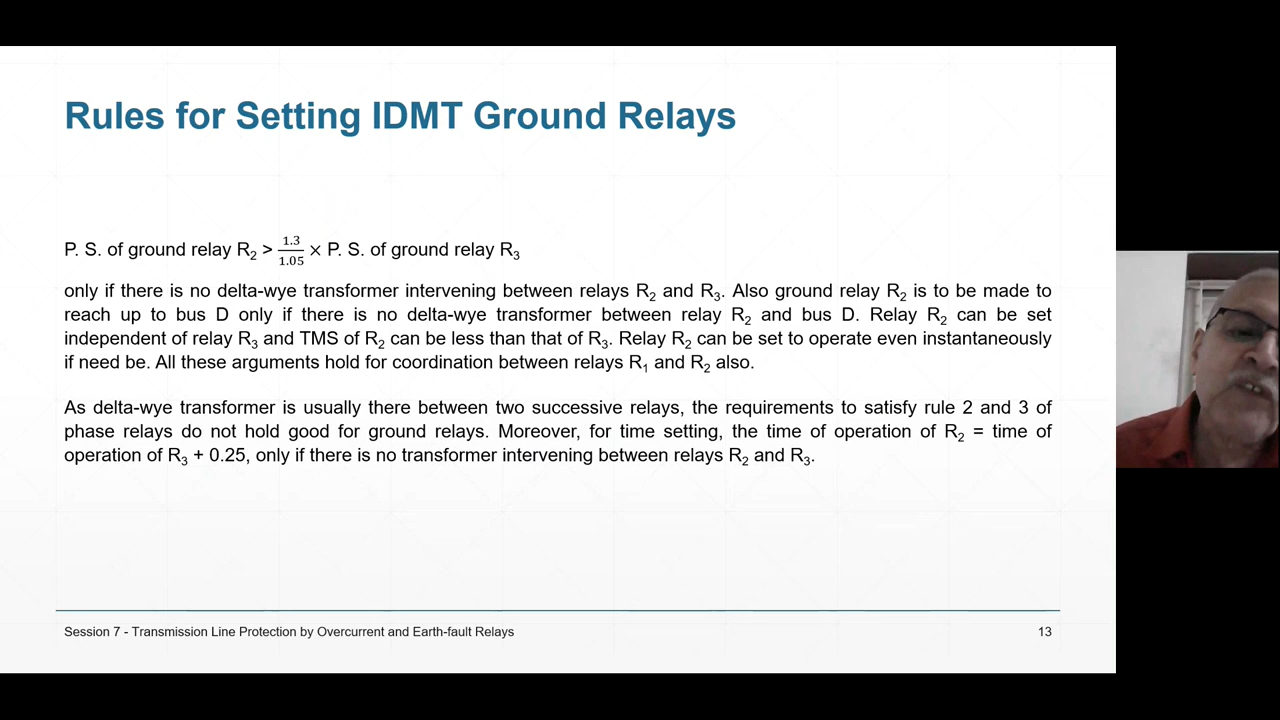 Rules for Setting IDMT Ground Relays
P. S. of ground relay R₂ > 1.3/1.05 × P. S. of ground relay R₃
only if there is no delta-wye transformer intervening between relays R₂ and R₃. Also ground relay R₂ is to be made to
reach up to bus D only if there is no delta-wye transformer between relay R₂ and bus D. Relay R₂ can be set
independent of relay R₃ and TMS of R₂ can be less than that of R₃. Relay R₂ can be set to operate even instantaneously
if need be. All these arguments hold for coordination between relays R₁ and R₂ also.
As delta-wye transformer is usually there between two successive relays, the requirements to satisfy rule 2 and 3 of
phase relays do not hold good for ground relays. Moreover, for time setting, the time of operation of R₂ = time of
operation of R₃ + 0.25, only if there is no transformer intervening between relays R₂ and R₃.
Session 7 - Transmission Line Protection by Overcurrent and Earth-fault Relays
13